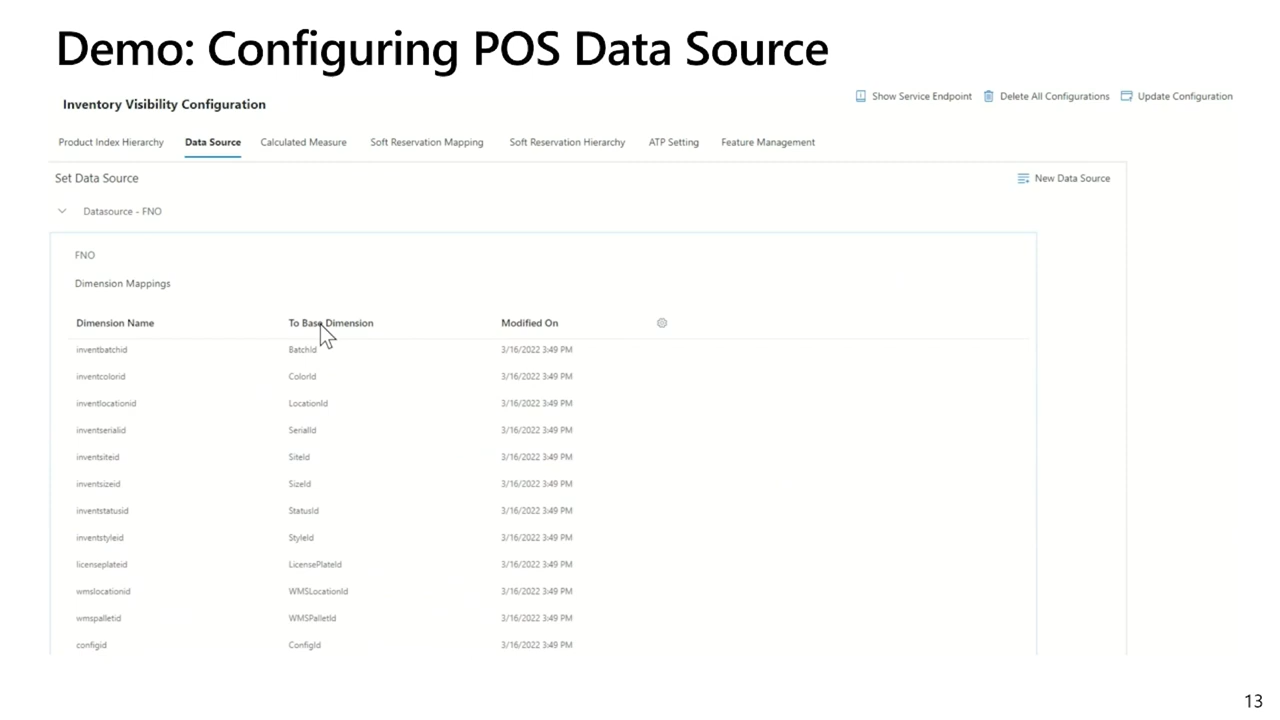 Demo: Configuring POS Data Source
Inventory Visibility Configuration
Show Service Endpoint Delete All Configurations Update Configuration
Product Index Hierarchy Data Source Calculated Measure Soft Reservation Mapping Soft Reservation Hierarchy ATP Setting Feature Management
Set Data Source New Data Source
Datasource - FNO
FNO
Dimension Mappings
Dimension Name To Base Dimension Modified On
inventbatchid BatchId 3/16/2022 3:49 PM
inventcolorid ColorId 3/16/2022 3:49 PM
inventlocationid LocationId 3/16/2022 3:49 PM
inventserialid SerialId 3/16/2022 3:49 PM
inventsiteid SiteId 3/16/2022 3:49 PM
inventsizeid SizeId 3/16/2022 3:49 PM
inventstatusid StatusId 3/16/2022 3:49 PM
inventstyleid StyleId 3/16/2022 3:49 PM
licenseplateid LicensePlateId 3/16/2022 3:49 PM
wmslocationid WMSLocationId 3/16/2022 3:49 PM
wmspalletid WMSPalletId 3/16/2022 3:49 PM
configid ConfigId 3/16/2022 3:49 PM
13